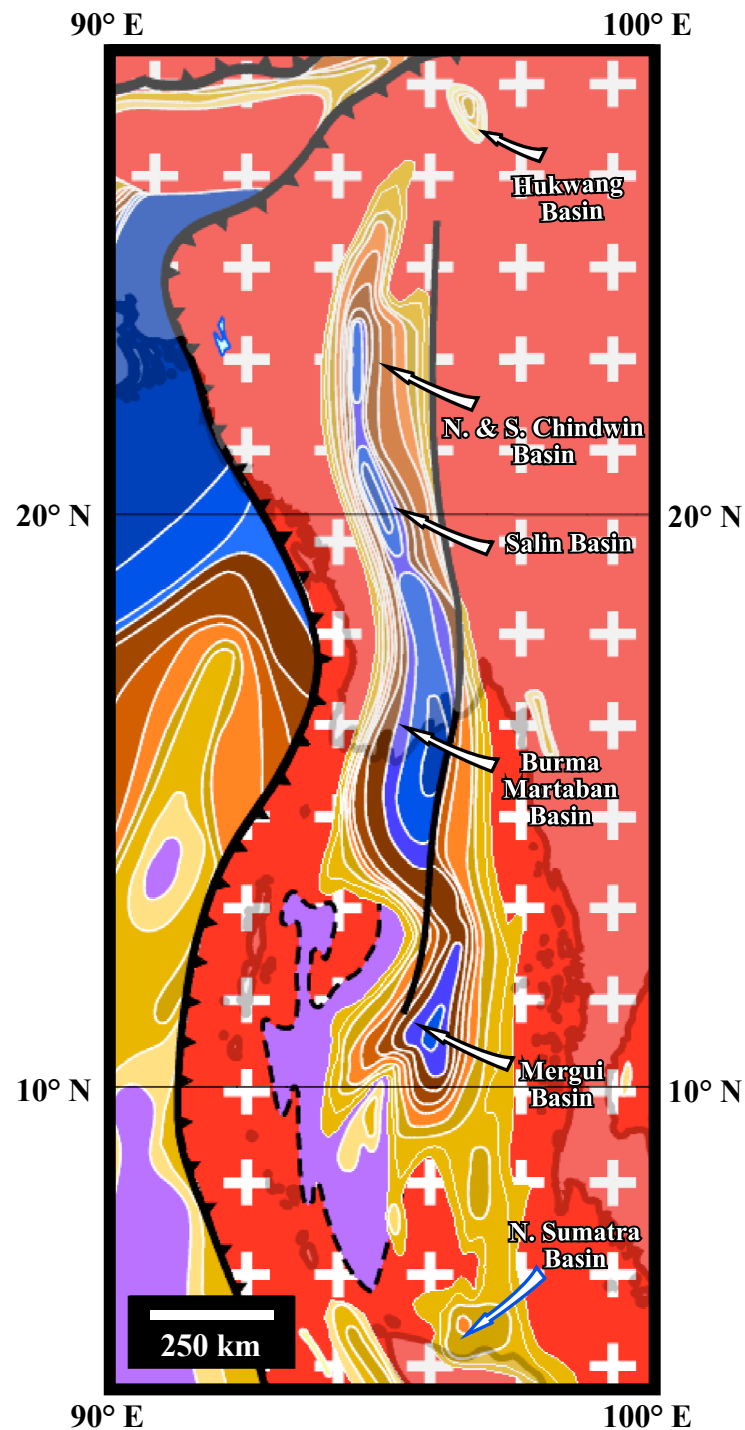 90° E
100° E
Hukwang
Basin
N. & S. Chindwin
Basin
20° N
20° N
Salin Basin
Burma
Martaban
Basin
Mergui
Basin
10° N
10° N
N. Sumatra
Basin
250 km
90° E
100° E